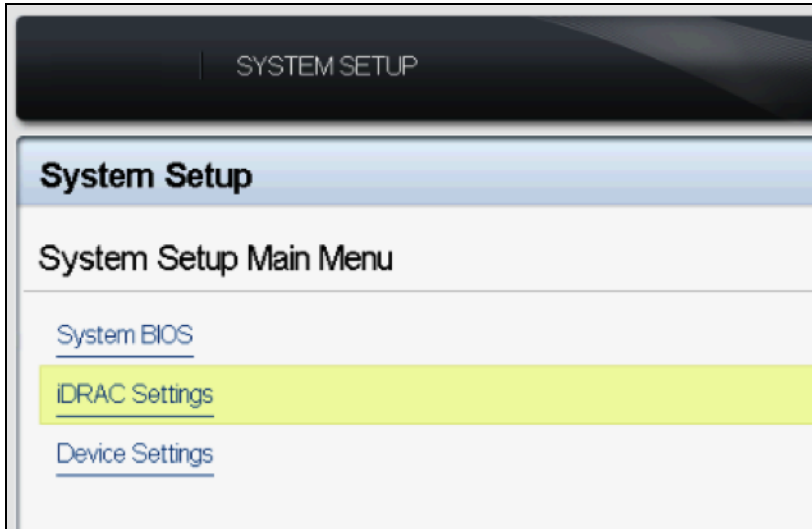 SYSTEM SETUP
System Setup
System Setup Main Menu
System BIOS
iDRAC Settings
Device Settings